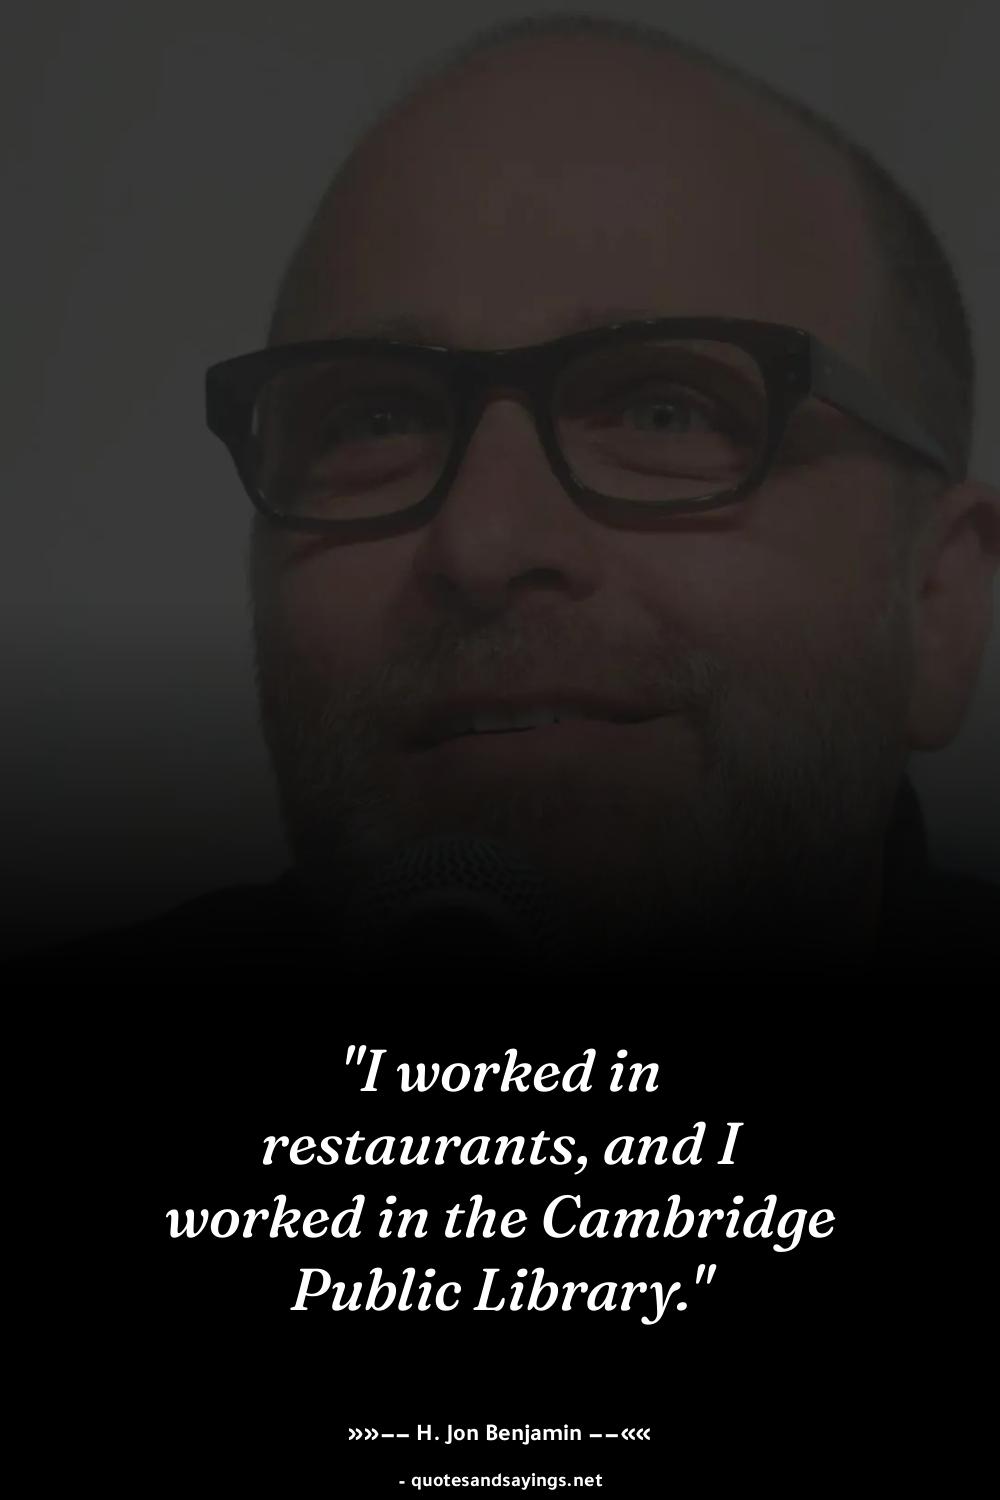 "I worked in
restaurants, and I
worked in the Cambridge
Public Library."
»»−− H. Jon Benjamin −−««
- quotesandsayings.net